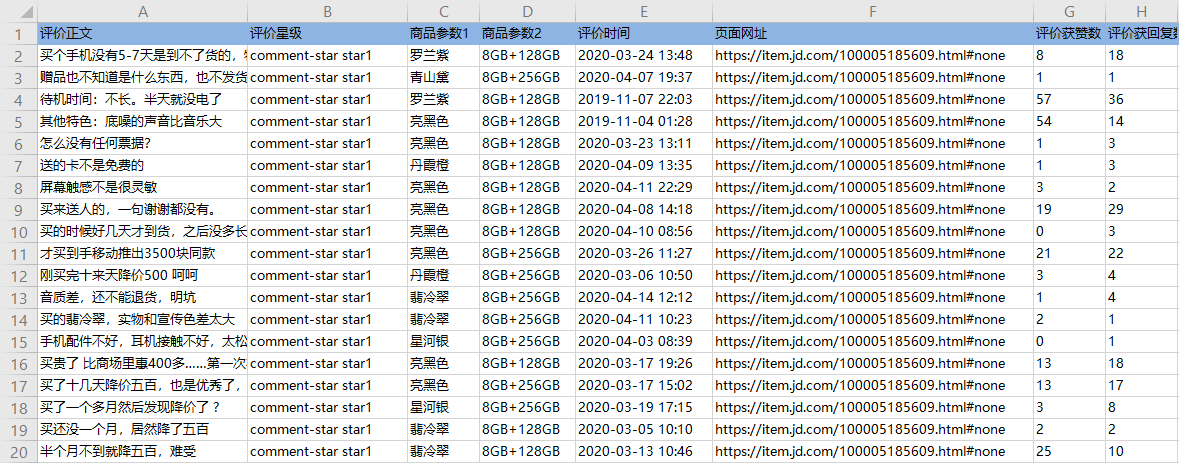 A B C D E F G H
1 评价正文 评价星级 商品参数1 商品参数2 评价时间 页面网址 评价获赞数 评价获回复数
2 买个手机没有5-7天是到不了货的, comment-star star1 罗兰紫 8GB+128GB 2020-03-24 13:48 https://item.jd.com/100005185609.html#none 8 18
3 赠品也不知道是什么东西，也不发货 comment-star star1 青山黛 8GB+256GB 2020-04-07 19:37 https://item.jd.com/100005185609.html#none 1 1
4 待机时间：不长。半天就没电了 comment-star star1 罗兰紫 8GB+128GB 2019-11-07 22:03 https://item.jd.com/100005185609.html#none 57 36
5 其他特色：底噪的声音比音乐大 comment-star star1 亮黑色 8GB+128GB 2019-11-04 01:28 https://item.jd.com/100005185609.html#none 54 14
6 怎么没有任何票据？ comment-star star1 亮黑色 8GB+128GB 2020-03-23 13:11 https://item.jd.com/100005185609.html#none 1 3
7 送的卡不是免费的 comment-star star1 丹霞橙 8GB+128GB 2020-04-09 13:35 https://item.jd.com/100005185609.html#none 1 3
8 屏幕触感不是很灵敏 comment-star star1 亮黑色 8GB+128GB 2020-04-11 22:29 https://item.jd.com/100005185609.html#none 3 2
9 买来送人的，一句谢谢都没有。 comment-star star1 亮黑色 8GB+128GB 2020-04-08 14:18 https://item.jd.com/100005185609.html#none 19 29
10 买的时候好几天才到货，之后没多长 comment-star star1 亮黑色 8GB+128GB 2020-04-10 08:56 https://item.jd.com/100005185609.html#none 0 3
11 才买到手移动推出3500块同款 comment-star star1 亮黑色 8GB+256GB 2020-03-26 11:27 https://item.jd.com/100005185609.html#none 21 22
12 刚买完十来天降价500 呵呵 comment-star star1 丹霞橙 8GB+256GB 2020-03-06 10:50 https://item.jd.com/100005185609.html#none 3 4
13 音质差，还不能退货，明坑 comment-star star1 翡冷翠 8GB+256GB 2020-04-14 12:12 https://item.jd.com/100005185609.html#none 1 4
14 买的翡冷翠，实物和宣传色差太大 comment-star star1 翡冷翠 8GB+256GB 2020-04-11 10:23 https://item.jd.com/100005185609.html#none 2 1
15 手机配件不好，耳机接触不好，太松 comment-star star1 星河银 8GB+256GB 2020-04-03 08:39 https://item.jd.com/100005185609.html#none 0 1
16 买贵了 比商场里贵400多......第一次 comment-star star1 亮黑色 8GB+128GB 2020-03-17 19:26 https://item.jd.com/100005185609.html#none 13 18
17 买了十几天降价五百，也是优秀了， comment-star star1 亮黑色 8GB+256GB 2020-03-17 15:02 https://item.jd.com/100005185609.html#none 13 17
18 买了一个多月然后发现降价了？ comment-star star1 星河银 8GB+256GB 2020-03-19 17:15 https://item.jd.com/100005185609.html#none 3 8
19 买还没一个月，居然降了五百 comment-star star1 翡冷翠 8GB+128GB 2020-03-05 10:10 https://item.jd.com/100005185609.html#none 2 2
20 半个月不到就降五百，难受 comment-star star1 翡冷翠 8GB+128GB 2020-03-13 10:46 https://item.jd.com/100005185609.html#none 25 10